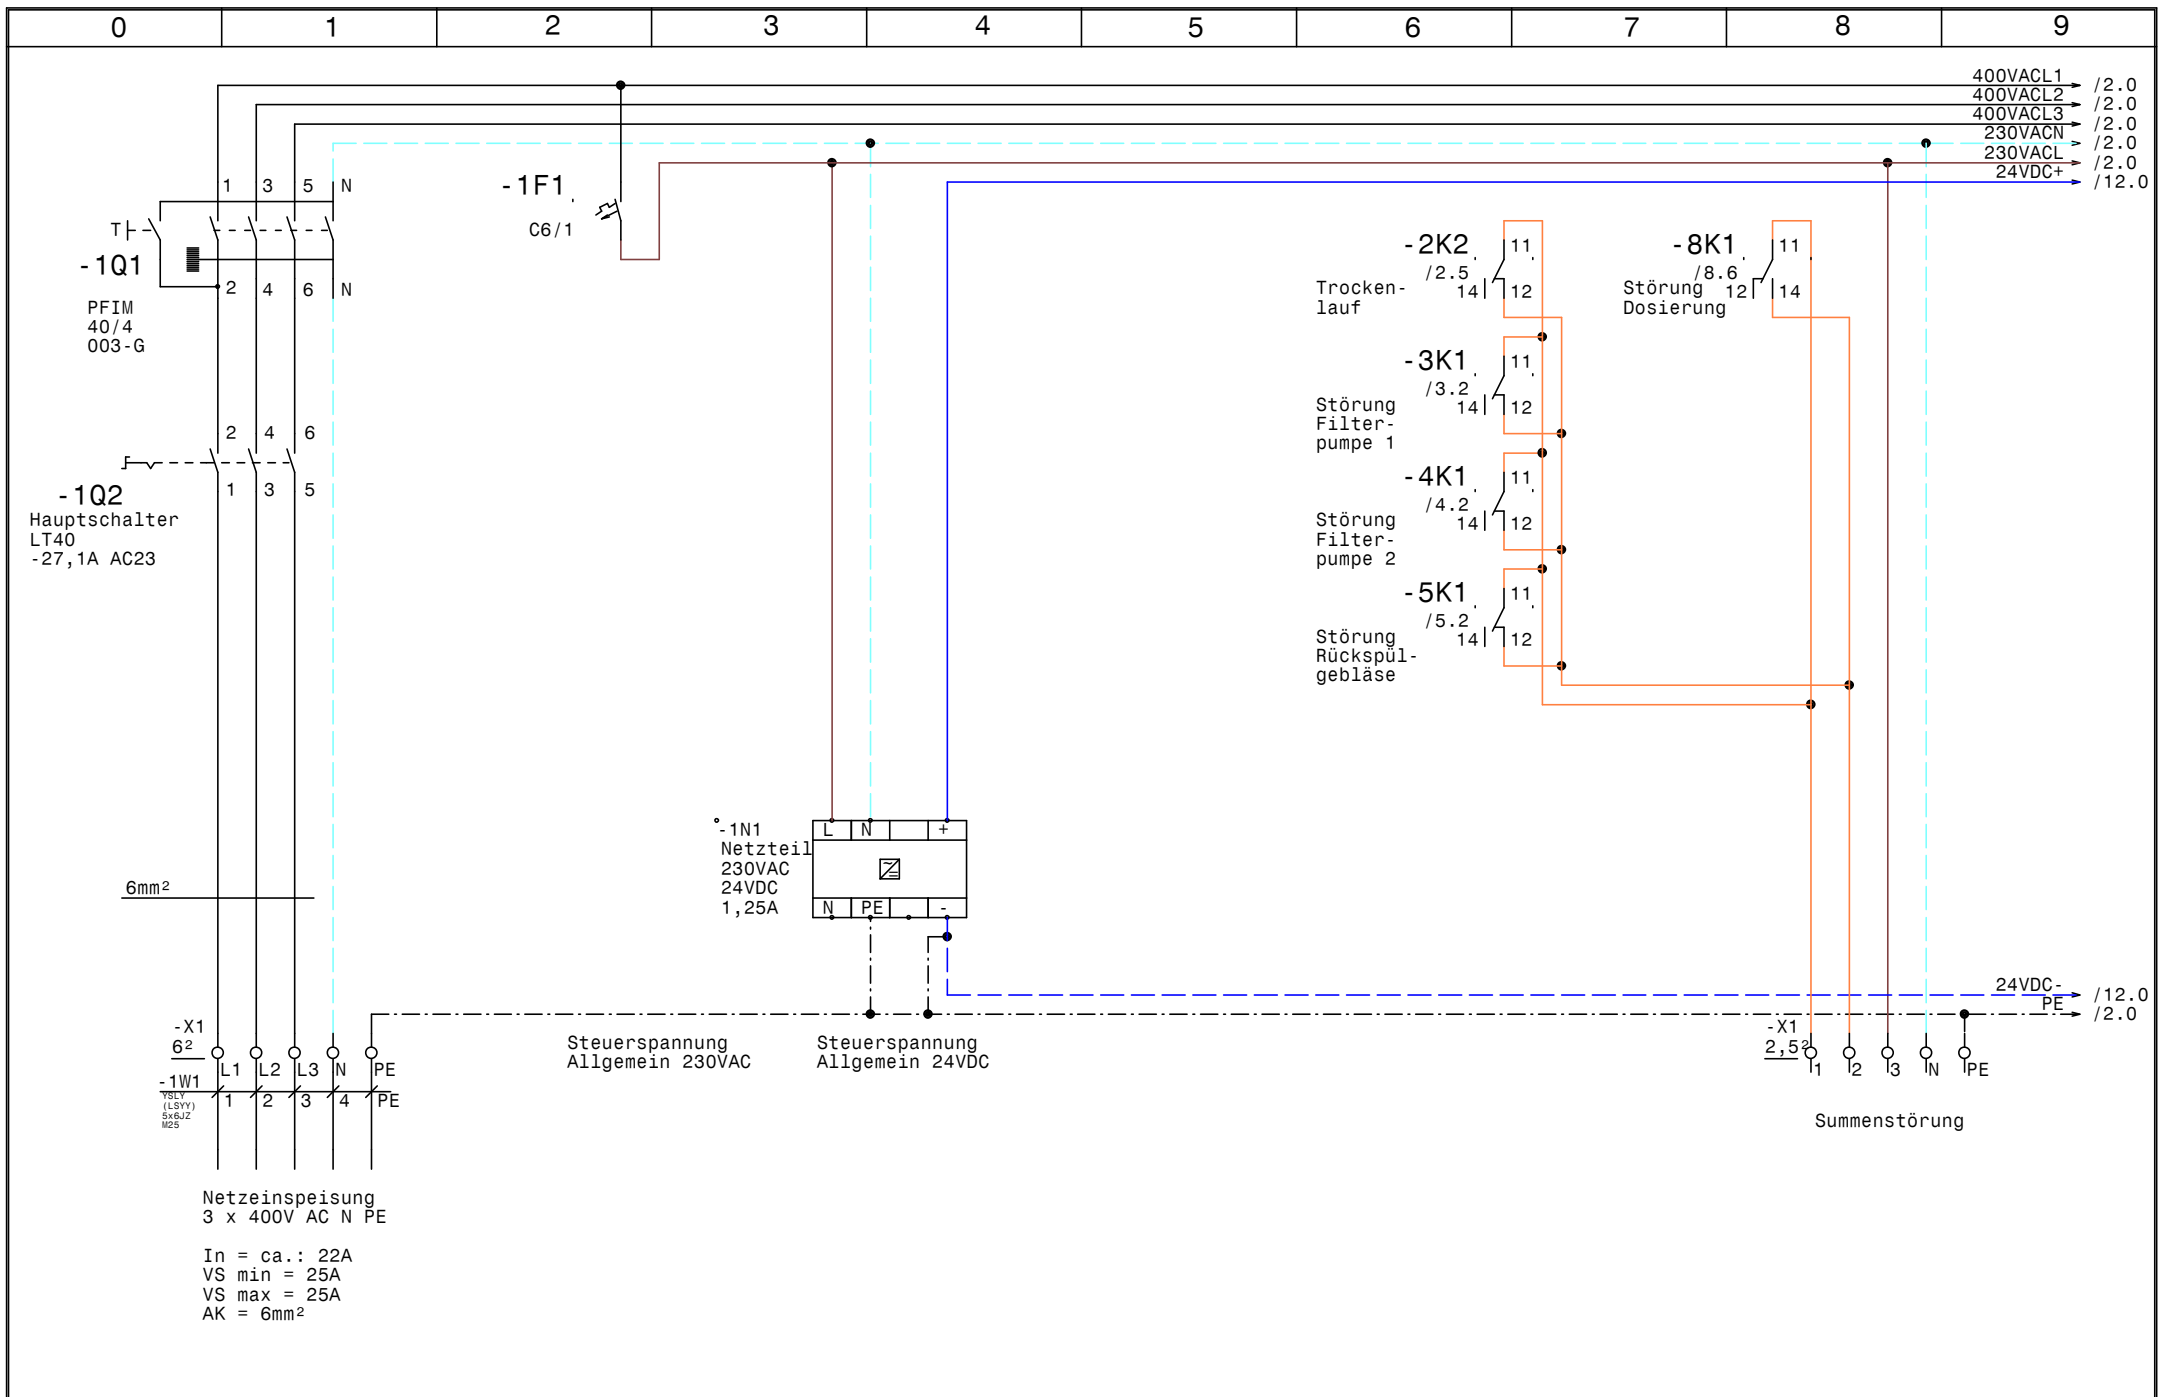 0 1 2 3 4 5 6 7 8 9
400VACL1 /2.0
400VACL2 /2.0
400VACL3 /2.0
230VACN /2.0
230VACL /2.0
24VDC+ /12.0
1 3 5 N
T
-1Q1
2 4 6 N
PFIM
40/4
003-G
-1F1
C6/1
-2K2
/2.5
11
14 12
Trocken-
lauf
-8K1
/8.6
11
12 14
Störung
Dosierung
-3K1
/3.2
11
14 12
Störung
Filter-
pumpe 1
2 4 6
1 3 5
-1Q2
Hauptschalter
LT40
-27,1A AC23
-4K1
/4.2
11
14 12
Störung
Filter-
pumpe 2
-5K1
/5.2
11
14 12
Störung
Rückspül-
gebläse
-1N1
Netzteil
230VAC
24VDC
1,25A
L N +
N PE -
6mm²
24VDC- /12.0
PE /2.0
-X1
6²
L1 L2 L3 N PE
-1W1
YSLY
(LSYY)
5x6JZ
M25
1 2 3 4 PE
Steuerspannung
Allgemein 230VAC
Steuerspannung
Allgemein 24VDC
-X1
2,5²
1 2 3 N PE
Summenstörung
Netzeinspeisung
3 x 400V AC N PE
In = ca.: 22A
VS min = 25A
VS max = 25A
AK = 6mm²